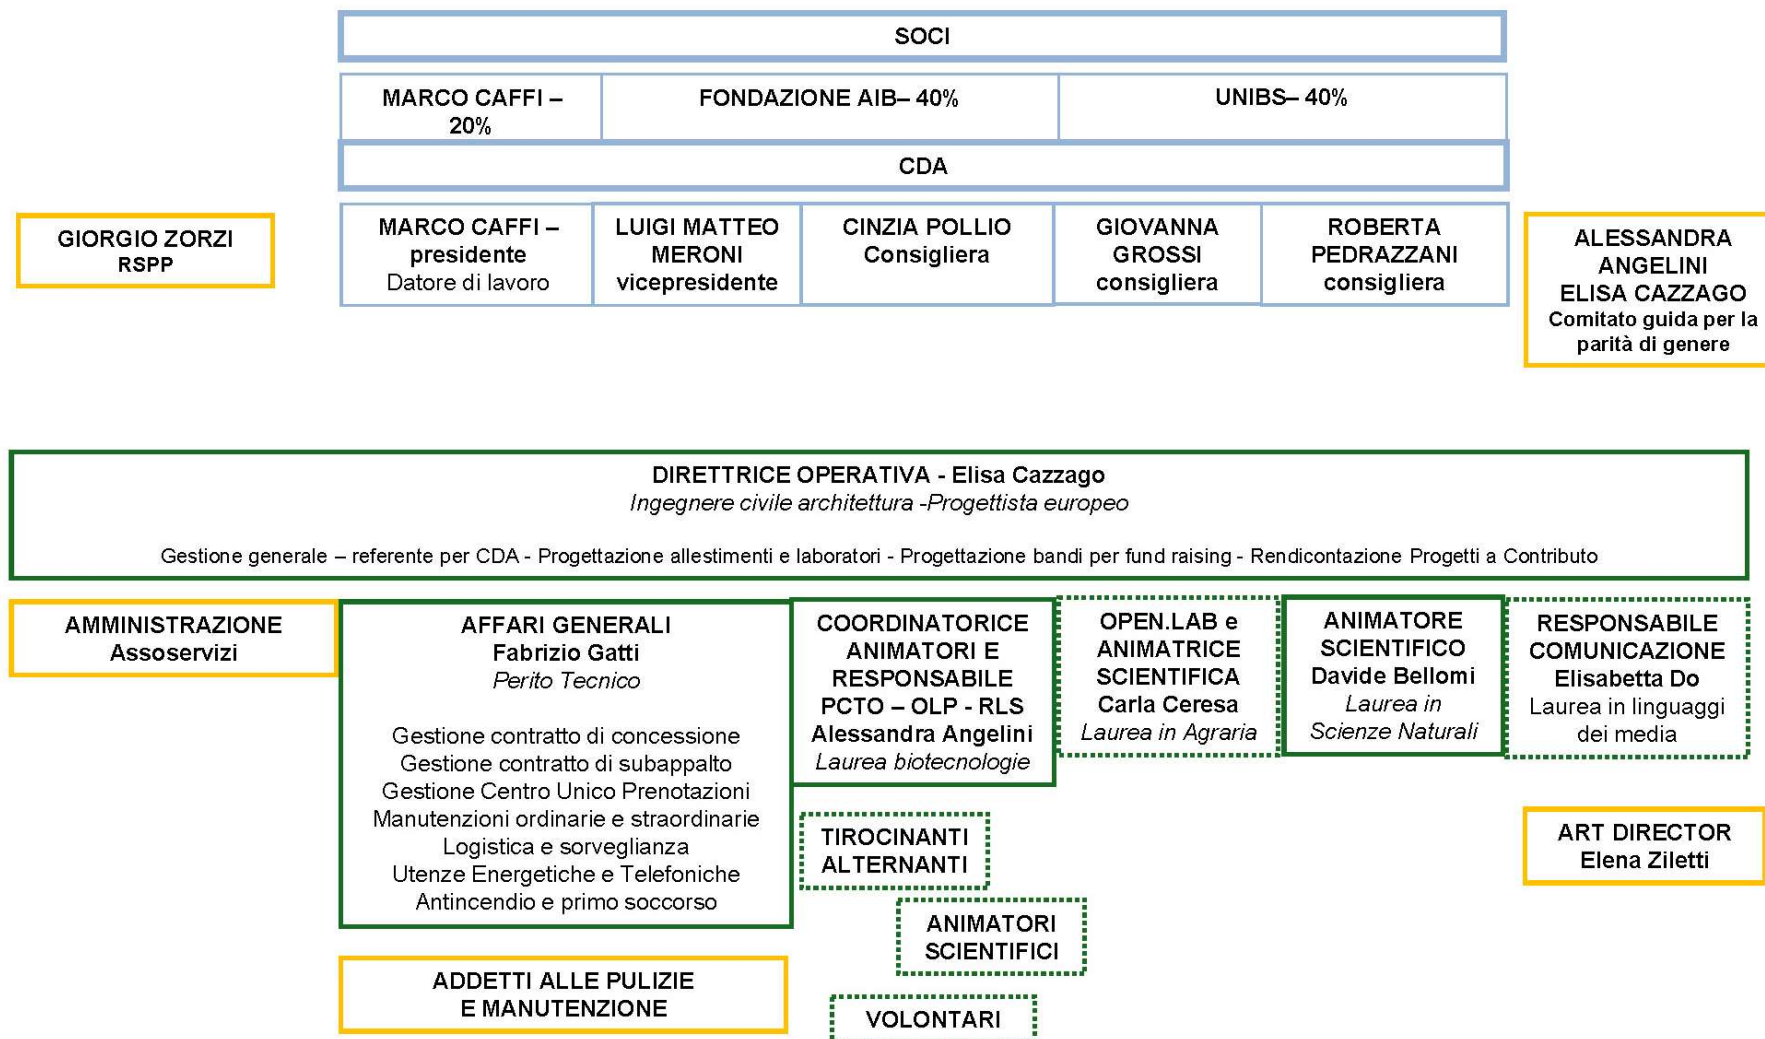 SOCI
MARCO CAFFI –
20%
FONDAZIONE AIB– 40%
UNIBS– 40%
CDA
GIORGIO ZORZI
RSPP
MARCO CAFFI –
presidente
Datore di lavoro
LUIGI MATTEO
MERONI
vicepresidente
CINZIA POLLIO
Consigliera
GIOVANNA
GROSSI
consigliera
ROBERTA
PEDRAZZANI
consigliera
ALESSANDRA
ANGELINI
ELISA CAZZAGO
Comitato guida per la
parità di genere
DIRETTRICE OPERATIVA - Elisa Cazzago
Ingegnere civile architettura -Progettista europeo
Gestione generale – referente per CDA - Progettazione allestimenti e laboratori - Progettazione bandi per fund raising - Rendicontazione Progetti a Contributo
AMMINISTRAZIONE
Assoservizi
AFFARI GENERALI
Fabrizio Gatti
Perito Tecnico
Gestione contratto di concessione
Gestione contratto di subappalto
Gestione Centro Unico Prenotazioni
Manutenzioni ordinarie e straordinarie
Logistica e sorveglianza
Utenze Energetiche e Telefoniche
Antincendio e primo soccorso
COORDINATORICE
ANIMATORI E
RESPONSABILE
PCTO – OLP - RLS
Alessandra Angelini
Laurea biotecnologie
OPEN.LAB e
ANIMATRICE
SCIENTIFICA
Carla Ceresa
Laurea in Agraria
ANIMATORE
SCIENTIFICO
Davide Bellomi
Laurea in
Scienze Naturali
RESPONSABILE
COMUNICAZIONE
Elisabetta Do
Laurea in linguaggi
dei media
TIROCINANTI
ALTERNANTI
ART DIRECTOR
Elena Ziletti
ANIMATORI
SCIENTIFICI
ADDETTI ALLE PULIZIE
E MANUTENZIONE
VOLONTARI